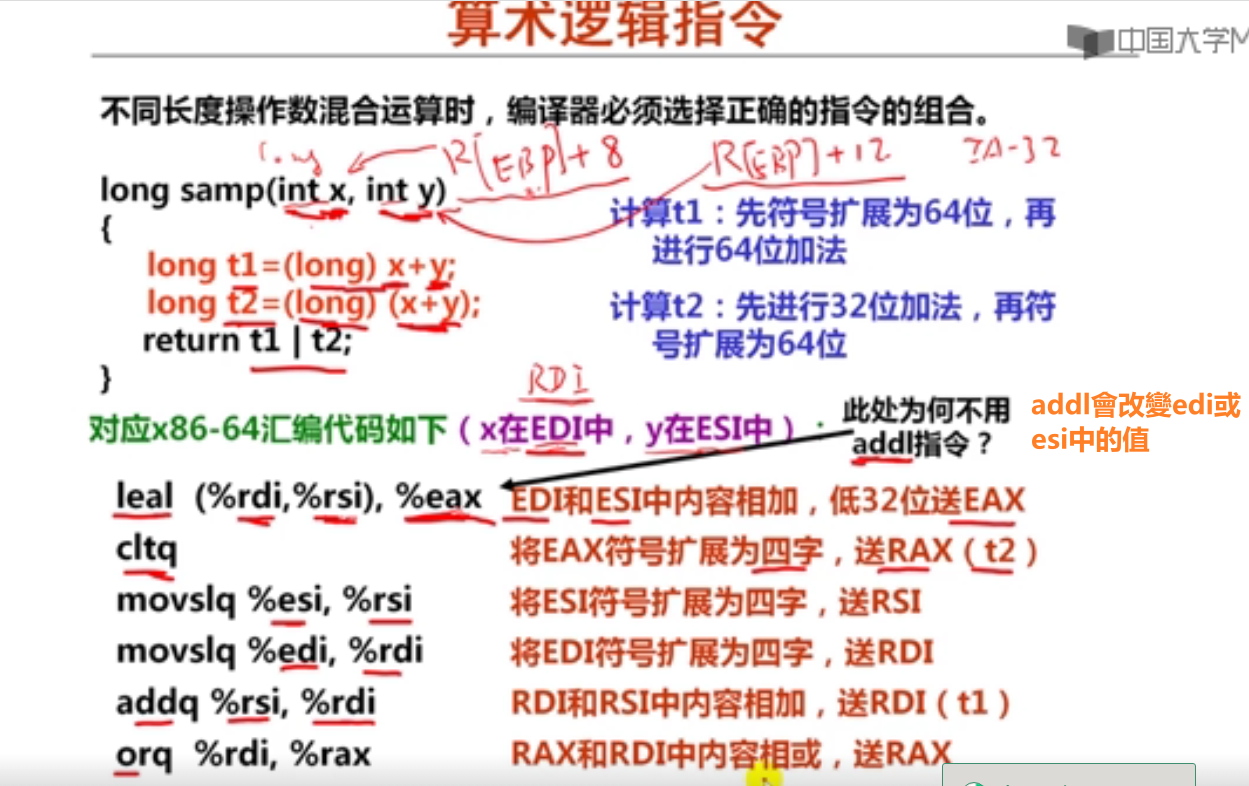 算术逻辑指令
中国大学M
不同长度操作数混合运算时，编译器必须选择正确的指令的组合。
long R[EBP]+8 R[EBP]+12 IA-32
long samp(int x, int y)
{
计算t1：先符号扩展为64位，再
进行64位加法
long t1=(long) x+y;
long t2=(long) (x+y);
计算t2：先进行32位加法，再符
号扩展为64位
return t1 | t2;
}
RDI
对应x86-64汇编代码如下（x在EDI中，y在ESI中）：
此处为何不用
addl指令？
addl會改變edi或
esi中的值
leal (%rdi,%rsi), %eax EDI和ESI中内容相加，低32位送EAX
cltq 将EAX符号扩展为四字，送RAX（t2）
movslq %esi, %rsi 将ESI符号扩展为四字，送RSI
movslq %edi, %rdi 将EDI符号扩展为四字，送RDI
addq %rsi, %rdi RDI和RSI中内容相加，送RDI（t1）
orq %rdi, %rax RAX和RDI中内容相或，送RAX